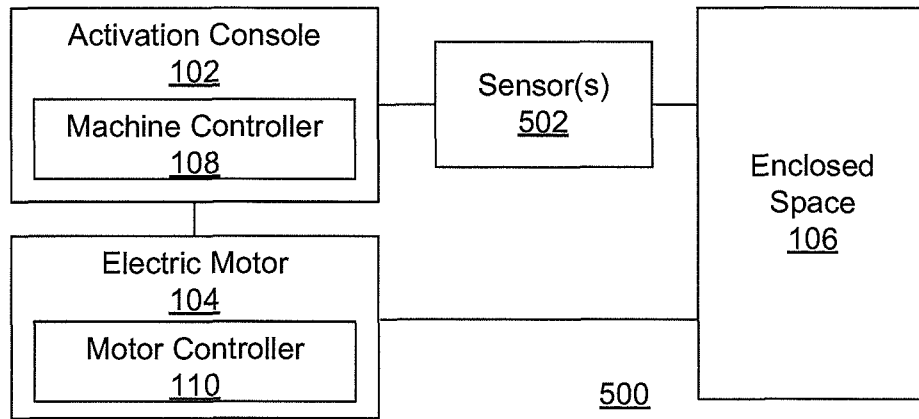 Activation Console
102
Machine Controller
108
Sensor(s)
502
Enclosed
Space
106
Electric Motor
104
Motor Controller
110
500